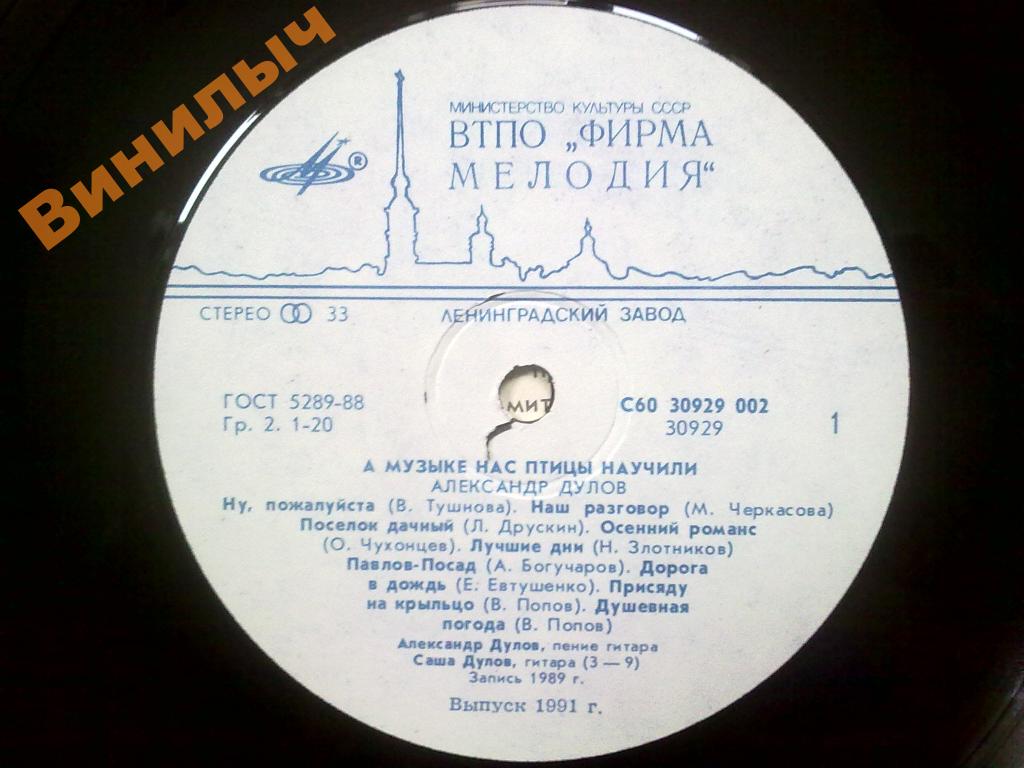 Винилыч
МИНИСТЕРСТВО КУЛЬТУРЫ СССР
ВТПО „ФИРМА
МЕЛОДИЯ“
®
СТЕРЕО 33
ЛЕНИНГРАДСКИЙ ЗАВОД
ГОСТ 5289-88
Гр. 2. 1-20
МИТ
С60 30929 002
30929
1
А МУЗЫКЕ НАС ПТИЦЫ НАУЧИЛИ
АЛЕКСАНДР ДУЛОВ
Ну, пожалуйста (В. Тушнова). Наш разговор (М. Черкасова)
Поселок дачный (Л. Друскин). Осенний романс
(О. Чухонцев). Лучшие дни (Н. Злотников)
Павлов-Посад (А. Богучаров). Дорога
в дождь (Е. Евтушенко). Присяду
на крыльцо (В. Попов). Душевная
погода (В. Попов)
Александр Дулов, пение гитара
Саша Дулов, гитара (3 — 9)
Запись 1989 г.
Выпуск 1991 г.